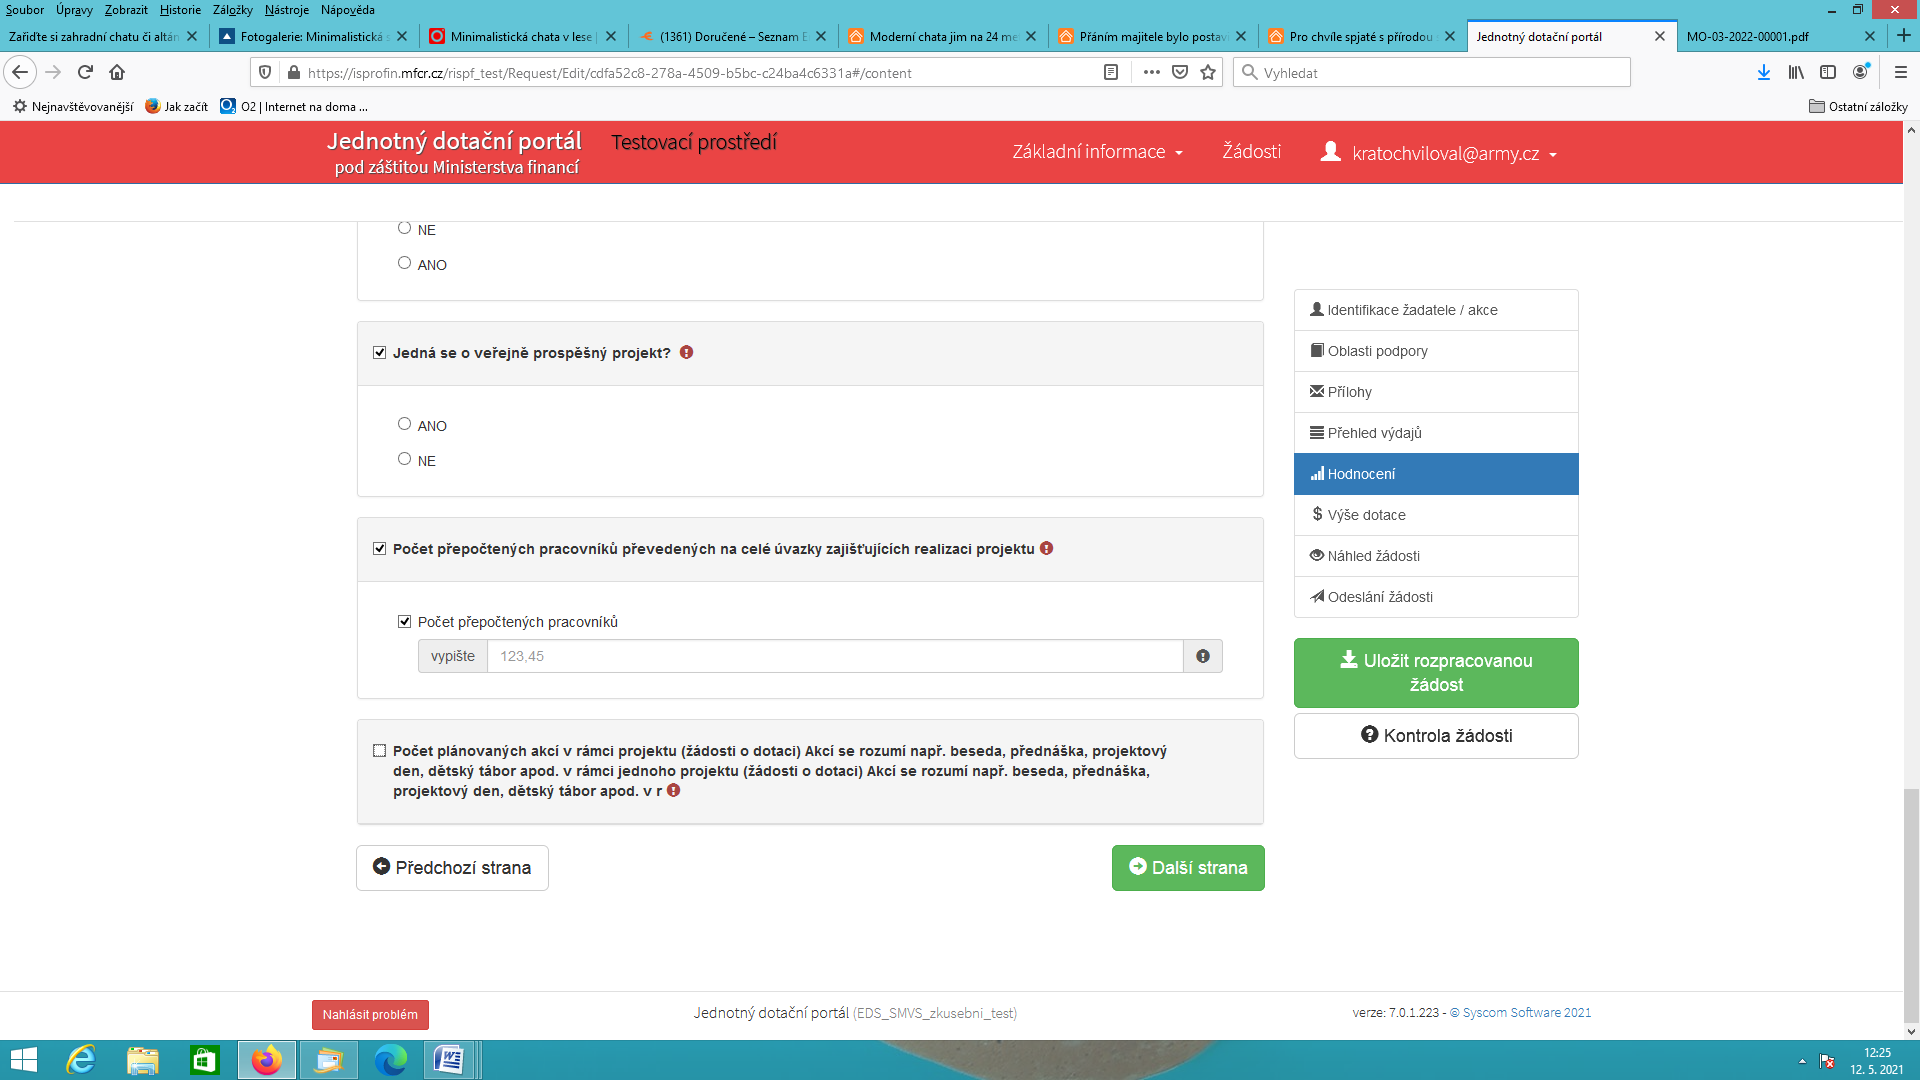 Soubor Úpravy Zobrazit Historie Záložky Nástroje Nápověda
Zařiďte si zahradní chatu či altán
Fotogalerie: Minimalistická
Minimalistická chata v lese
(1361) Doručené – Seznam E
Moderní chata jim na 24 me
Přáním majitele bylo postav
Pro chvíle spjaté s přírodou
Jednotný dotační portál
MO-03-2022-00001.pdf
https://isprofin.mfcr.cz/rispf_test/Request/Edit/cdfa52c8-278a-4509-b5bc-c24ba4c6331a#/content
Vyhledat
Nejnavštěvovanější Jak začít O2 | Internet na doma ... Ostatní záložky
Jednotný dotační portál Testovací prostředí
pod záštitou Ministerstva financí
Základní informace Žádosti kratochviloval@army.cz
NE
ANO
Jedná se o veřejně prospěšný projekt?
ANO
NE
Počet přepočtených pracovníků převedených na celé úvazky zajišťujících realizaci projektu
Počet přepočtených pracovníků
vypište 123,45
Počet plánovaných akcí v rámci projektu (žádosti o dotaci) Akcí se rozumí např. beseda, přednáška, projektový
den, dětský tábor apod. v rámci jednoho projektu (žádosti o dotaci) Akcí se rozumí např. beseda, přednáška,
projektový den, dětský tábor apod. v r
Předchozí strana
Další strana
Identifikace žadatele / akce
Oblasti podpory
Přílohy
Přehled výdajů
Hodnocení
$ Výše dotace
Náhled žádosti
Odeslání žádosti
Uložit rozpracovanou
žádost
Kontrola žádosti
Nahlásit problém
Jednotný dotační portál (EDS_SMVS_zkusebni_test)
verze: 7.0.1.223 - © Syscom Software 2021
12:25
12. 5. 2021